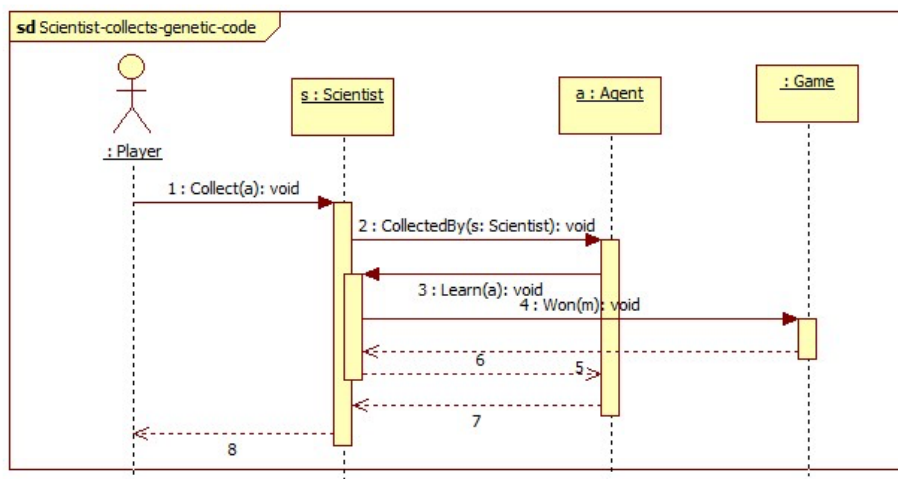 sd Scientist-collects-genetic-code
: Player
s : Scientist
a : Agent
: Game
1 : Collect(a): void
2 : CollectedBy(s: Scientist): void
3 : Learn(a): void
4 : Won(m): void
6
5
7
8